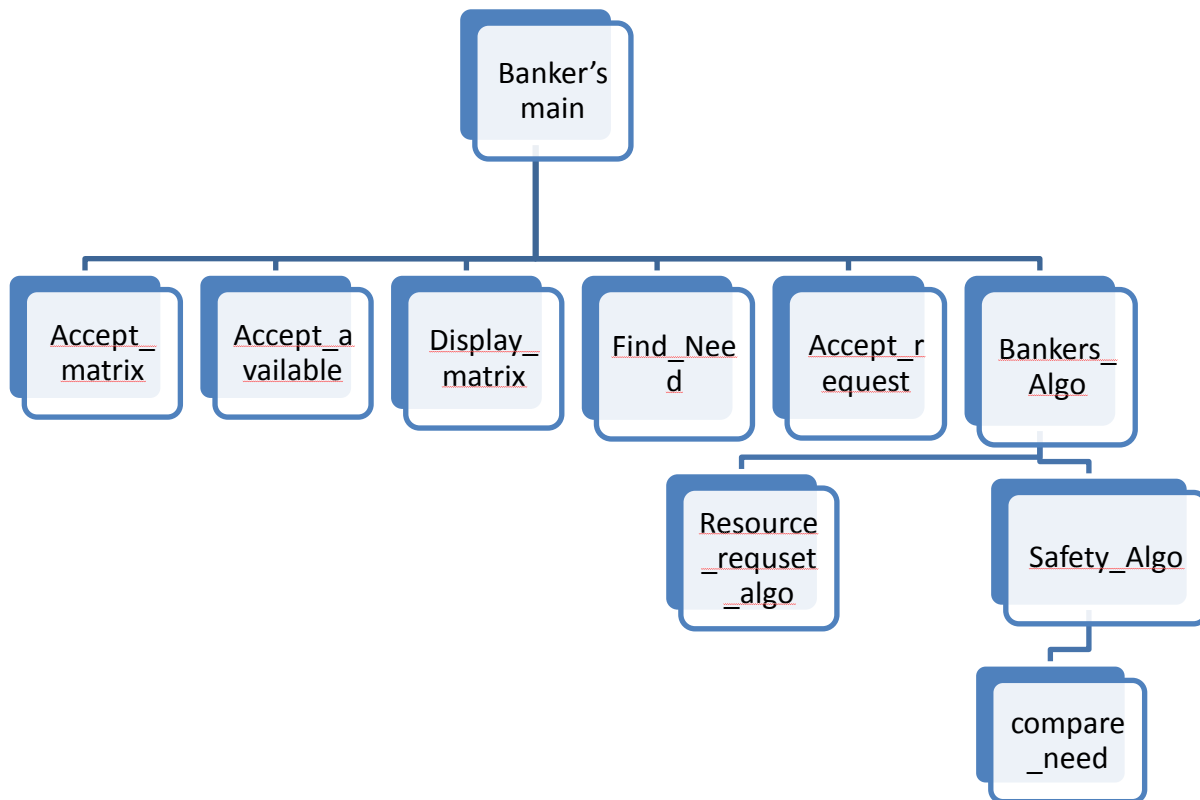 Banker’s
main
Accept_
matrix
Accept_a
vailable
Display_
matrix
Find_Nee
d
Accept_r
equest
Bankers_
Algo
Resource
_requset
_algo
Safety_Algo
compare
_need